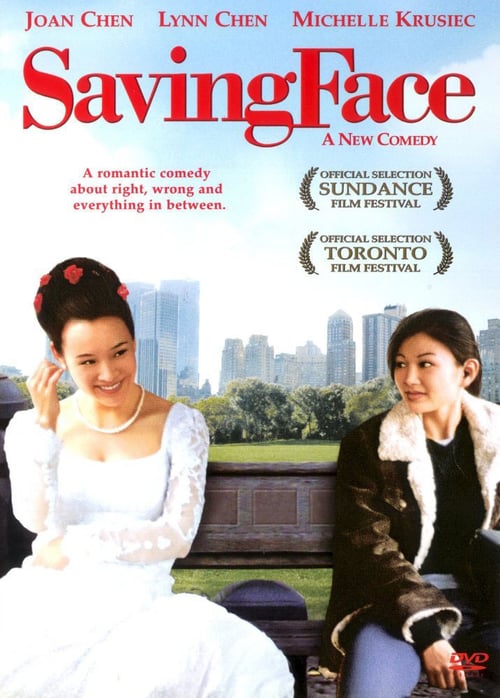 JOAN CHEN LYNN CHEN MICHELLE KRUSIEC
SavingFace
A NEW COMEDY
A romantic comedy
about right, wrong and
everything in between.
OFFICIAL SELECTION
SUNDANCE
FILM FESTIVAL
OFFICIAL SELECTION
TORONTO
FILM FESTIVAL
DVD